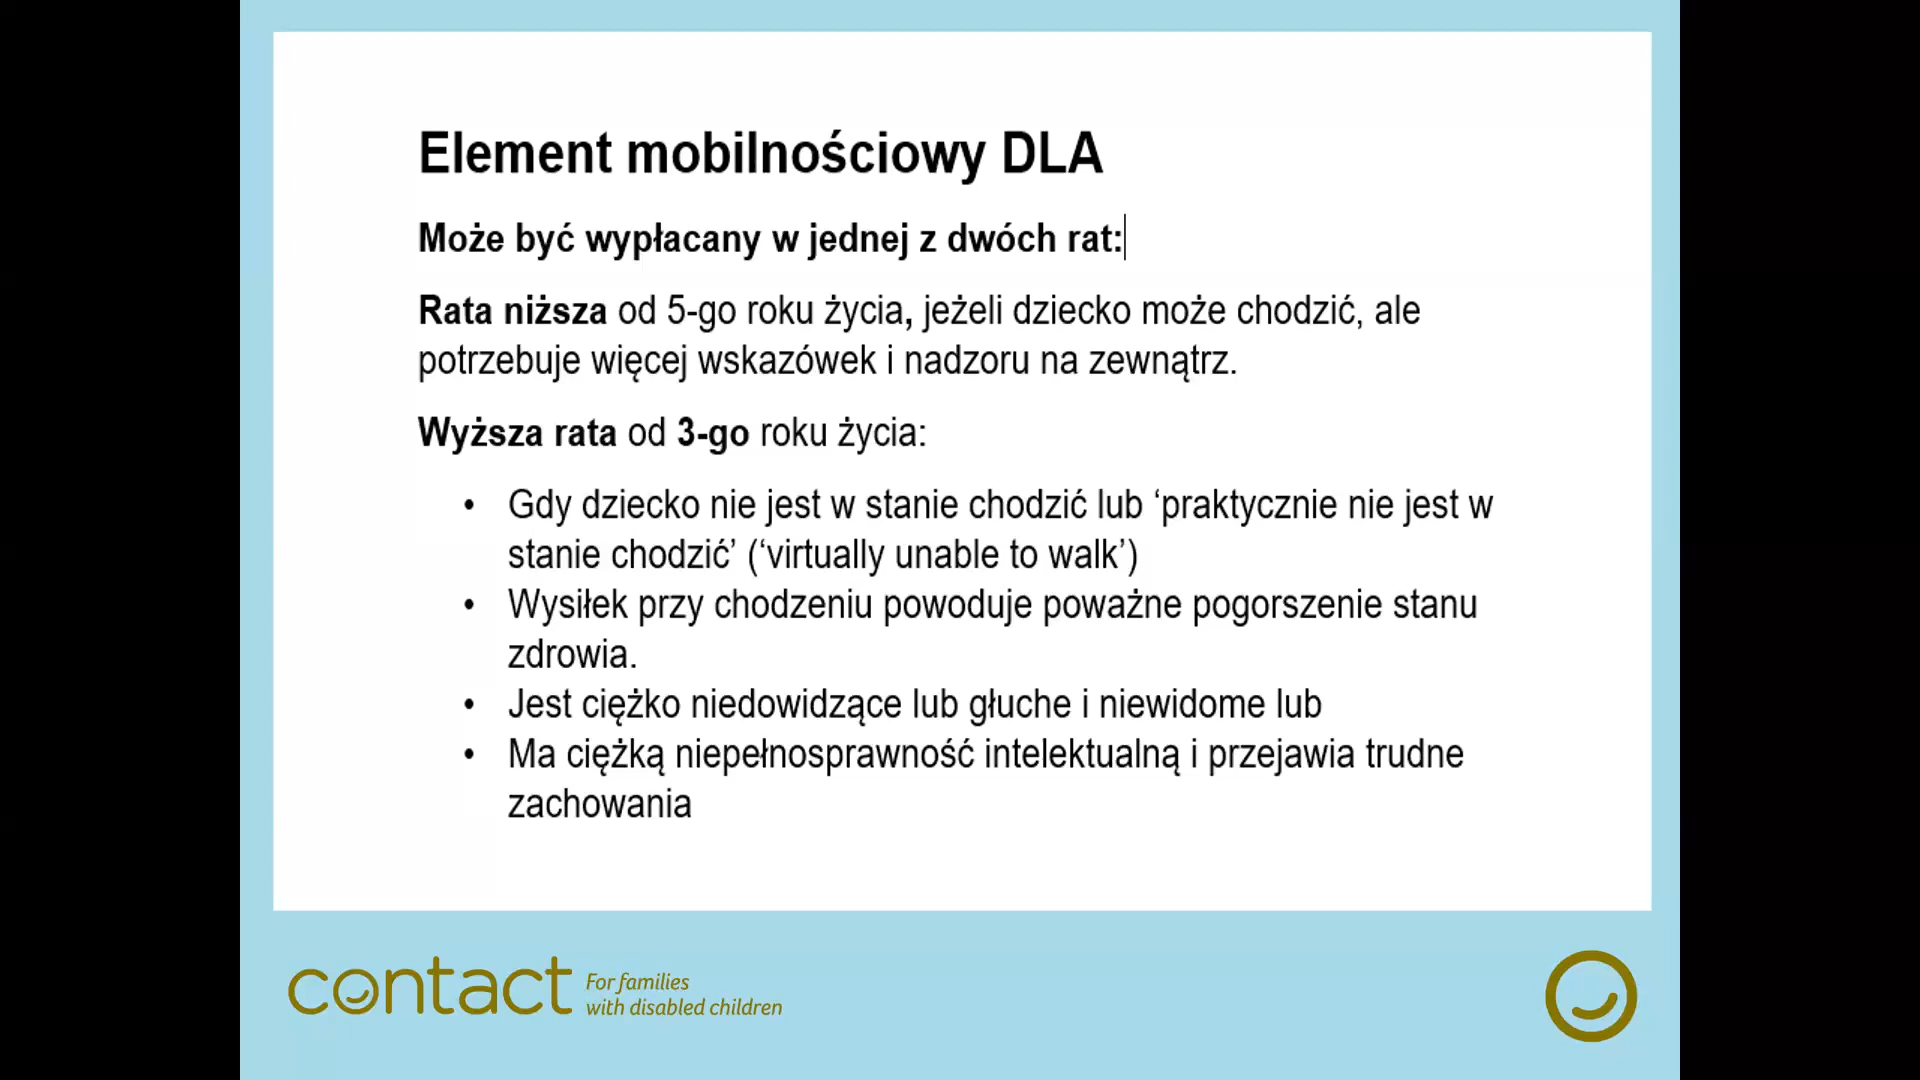 Element mobilnościowy DLA
Może być wypłacany w jednej z dwóch rat:
Rata niższa od 5-go roku życia, jeżeli dziecko może chodzić, ale
potrzebuje więcej wskazówek i nadzoru na zewnątrz.
Wyższa rata od 3-go roku życia:
• Gdy dziecko nie jest w stanie chodzić lub ‘praktycznie nie jest w
stanie chodzić’ (‘virtually unable to walk’)
• Wysiłek przy chodzeniu powoduje poważne pogorszenie stanu
zdrowia.
• Jest ciężko niedowidzące lub głuche i niewidome lub
• Ma ciężką niepełnosprawność intelektualną i przejawia trudne
zachowania
contact
For families
with disabled children